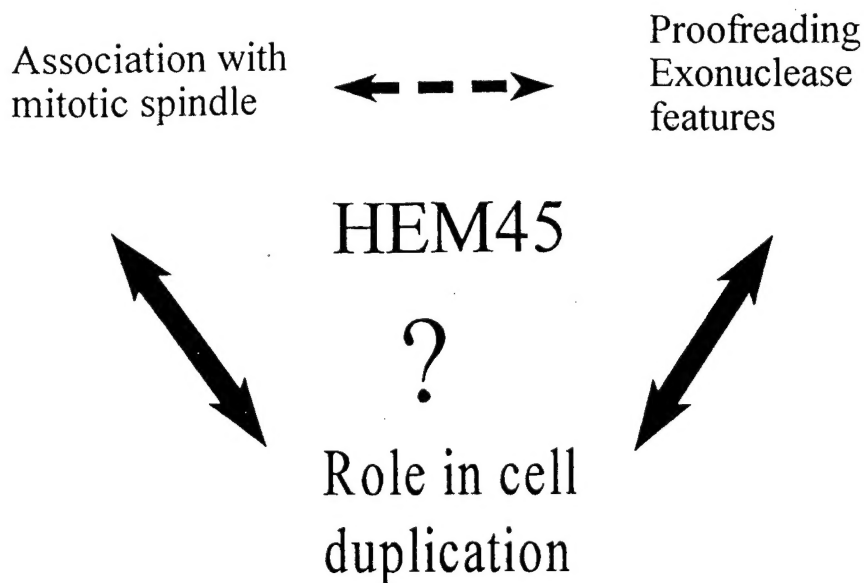 Association with
mitotic spindle
Proofreading
Exonuclease
features
HEM45
?
Role in cell
duplication